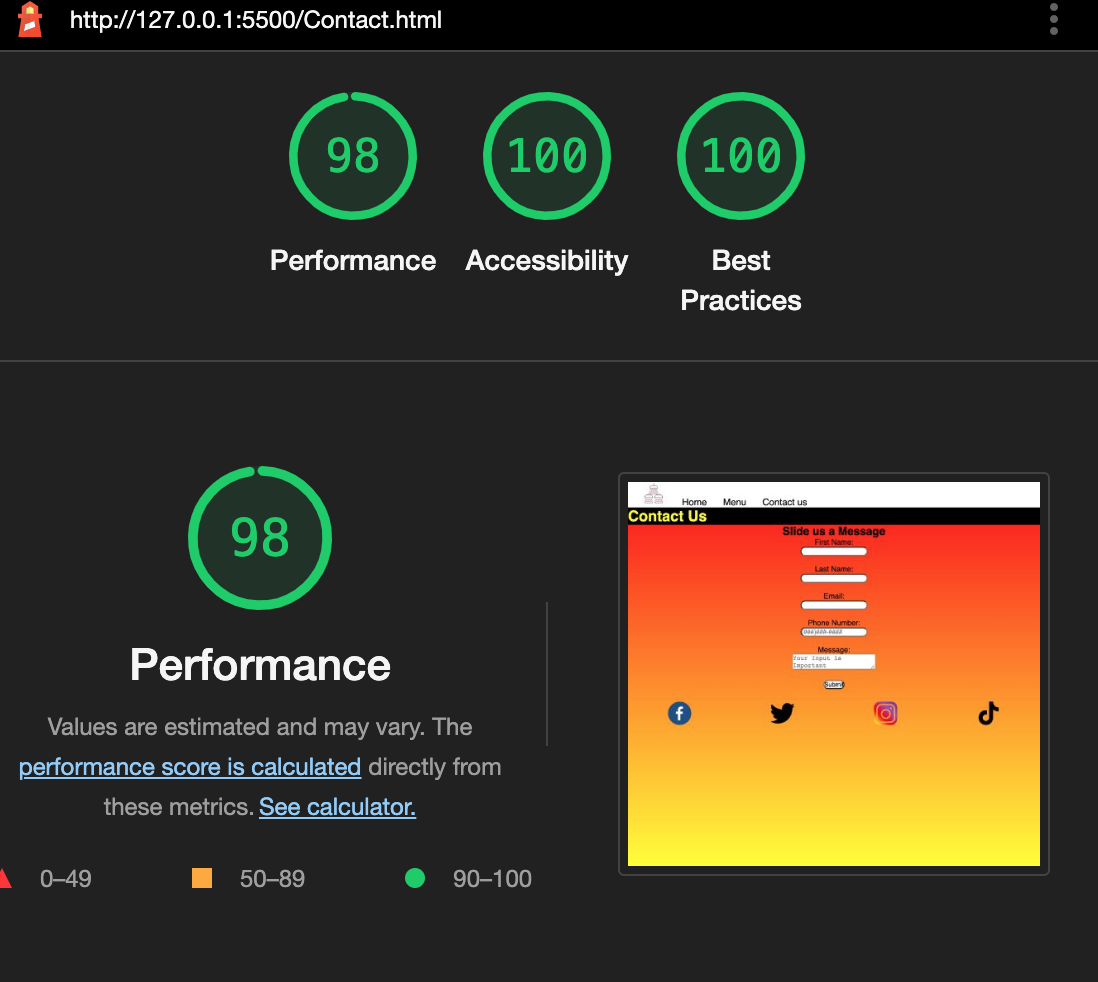 http://127.0.0.1:5500/Contact.html
98
100
100
Performance
Accessibility
Best
Practices
98
Performance
Values are estimated and may vary. The
performance score is calculated directly from
these metrics. See calculator.
0–49
50–89
90–100
Home
Menu
Contact us
Contact Us
Slide us a Message
First Name:
Last Name:
Email:
Phone Number:
Message:
Your Input is
Important
Submit